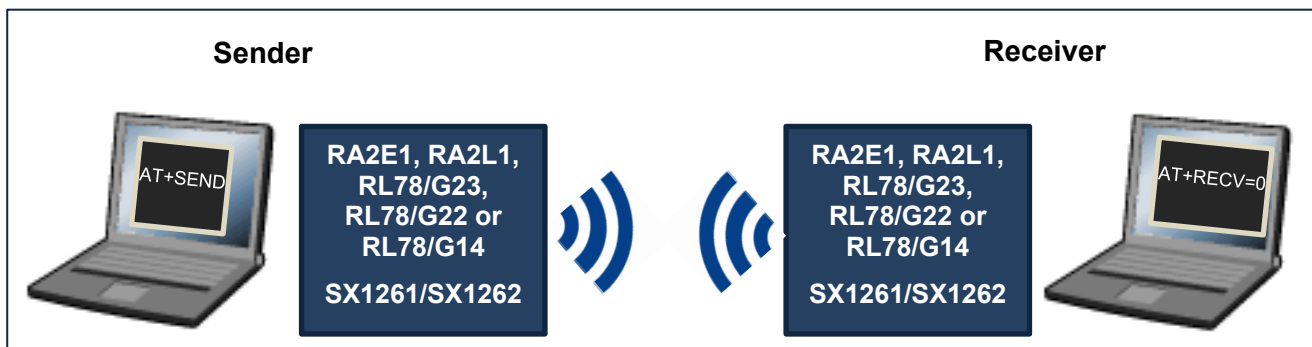 Sender
Receiver
AT+SEND
RA2E1, RA2L1,
RL78/G23,
RL78/G22 or
RL78/G14
SX1261/SX1262
RA2E1, RA2L1,
RL78/G23,
RL78/G22 or
RL78/G14
SX1261/SX1262
AT+RECV=0